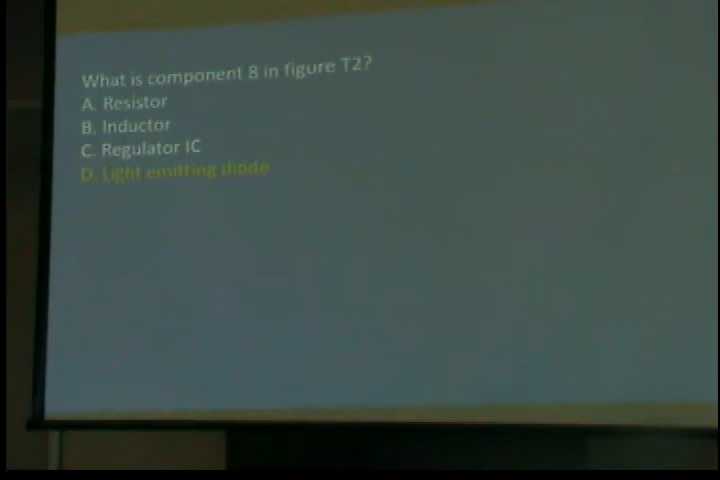 What is component 8 in figure T2?
A. Resistor
B. Inductor
C. Regulator IC
D. Light emitting diode